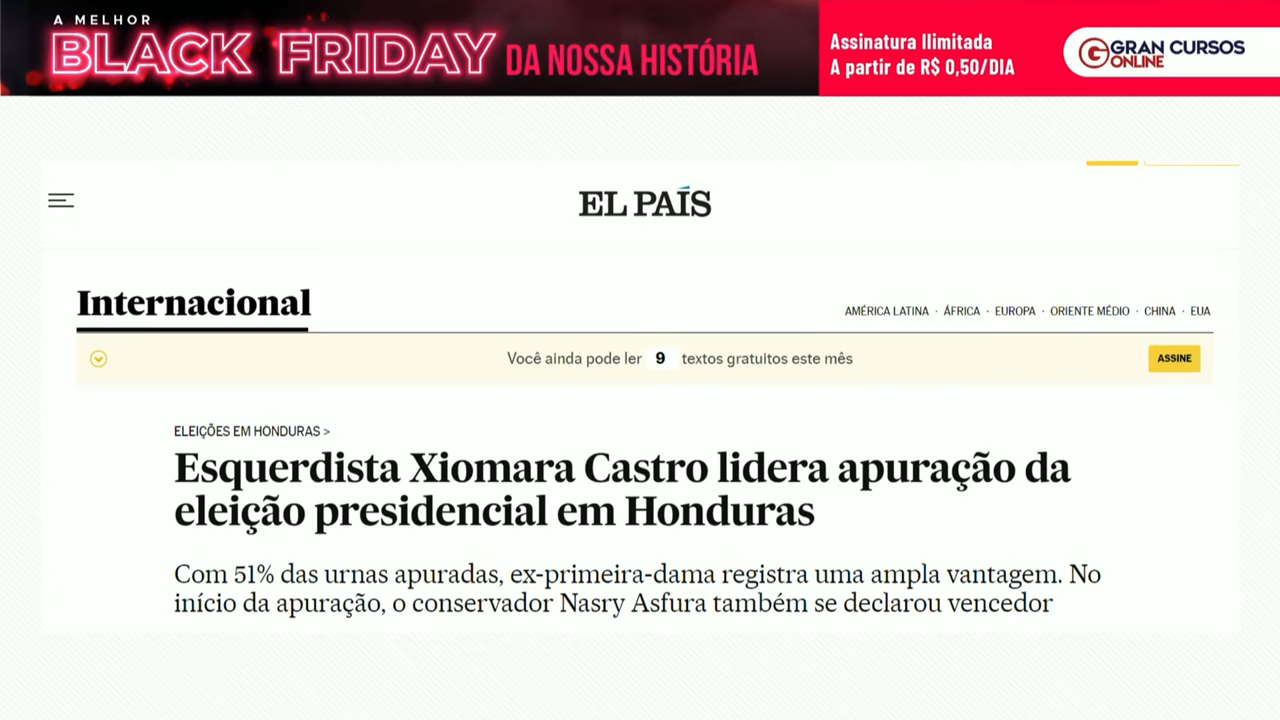 A MELHOR
BLACK FRIDAY DA NOSSA HISTÓRIA
Assinatura Ilimitada
A partir de R$ 0,50/DIA
GRAN CURSOS
ONLINE
EL PAÍS
Internacional
AMÉRICA LATINA · ÁFRICA · EUROPA · ORIENTE MÉDIO · CHINA · EUA
Você ainda pode ler 9 textos gratuitos este mês
ASSINE
ELEIÇÕES EM HONDURAS >
Esquerdista Xiomara Castro lidera apuração da
eleição presidencial em Honduras
Com 51% das urnas apuradas, ex-primeira-dama registra uma ampla vantagem. No
início da apuração, o conservador Nasry Asfura também se declarou vencedor